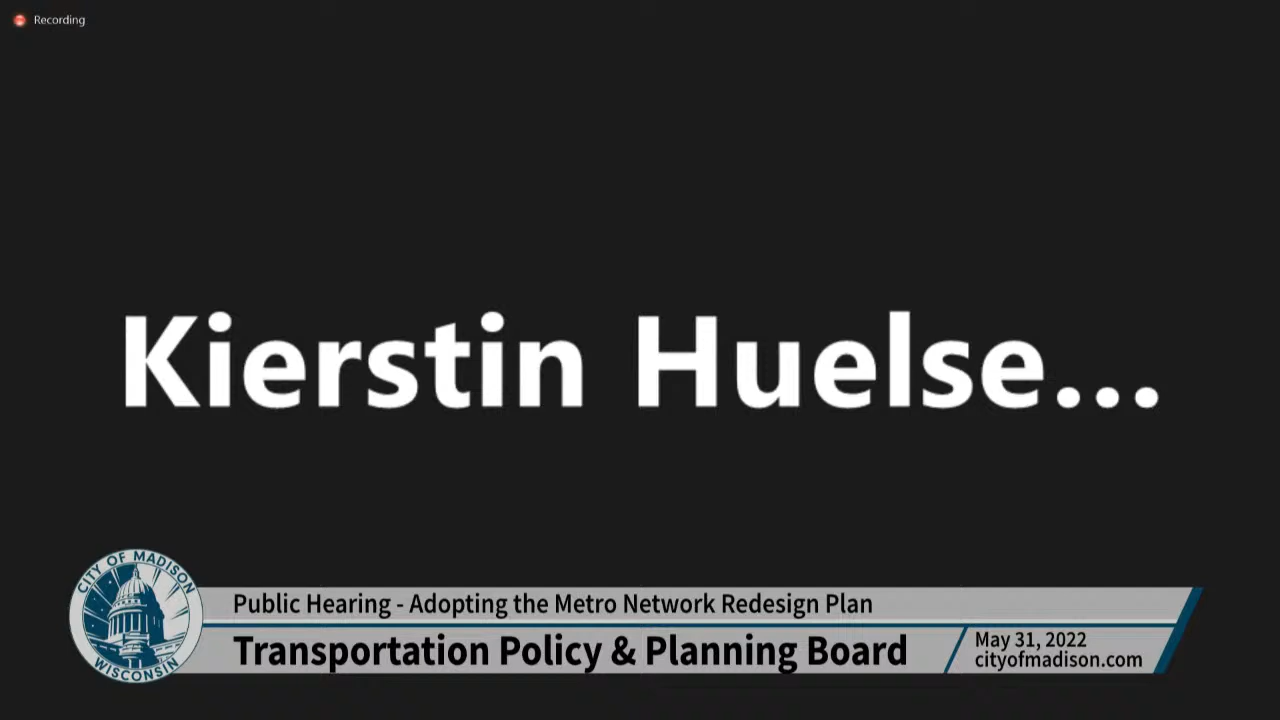 Recording
Kierstin Huelse...
CITY OF MADISON
WISCONSIN
Public Hearing - Adopting the Metro Network Redesign Plan
Transportation Policy & Planning Board
May 31, 2022
cityofmadison.com